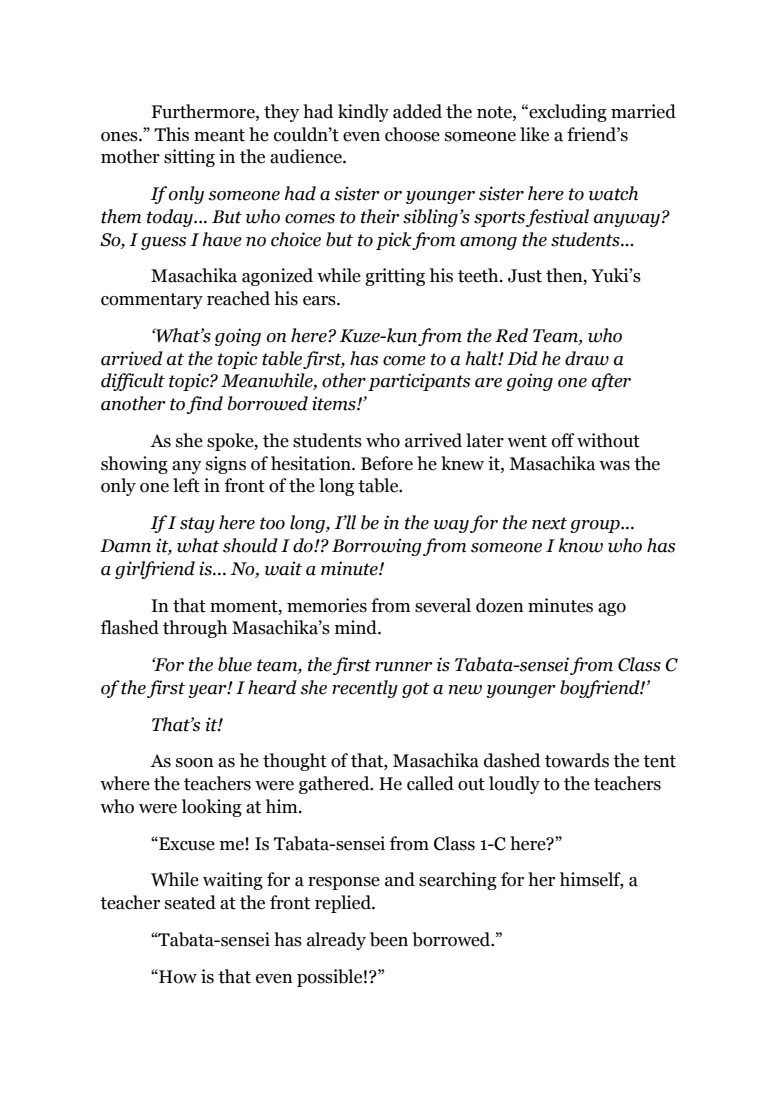 Furthermore, they had kindly added the note, “excluding married
ones.” This meant he couldn’t even choose someone like a friend’s
mother sitting in the audience.
If only someone had a sister or younger sister here to watch
them today... But who comes to their sibling’s sports festival anyway?
So, I guess I have no choice but to pick from among the students...
Masachika agonized while gritting his teeth. Just then, Yuki’s
commentary reached his ears.
‘What’s going on here? Kuze-kun from the Red Team, who
arrived at the topic table first, has come to a halt! Did he draw a
difficult topic? Meanwhile, other participants are going one after
another to find borrowed items!’
As she spoke, the students who arrived later went off without
showing any signs of hesitation. Before he knew it, Masachika was the
only one left in front of the long table.
If I stay here too long, I’ll be in the way for the next group...
Damn it, what should I do!? Borrowing from someone I know who has
a girlfriend is... No, wait a minute!
In that moment, memories from several dozen minutes ago
flashed through Masachika’s mind.
‘For the blue team, the first runner is Tabata-sensei from Class C
of the first year! I heard she recently got a new younger boyfriend!’
That’s it!
As soon as he thought of that, Masachika dashed towards the tent
where the teachers were gathered. He called out loudly to the teachers
who were looking at him.
“Excuse me! Is Tabata-sensei from Class 1-C here?”
While waiting for a response and searching for her himself, a
teacher seated at the front replied.
“Tabata-sensei has already been borrowed.”
“How is that even possible!?”